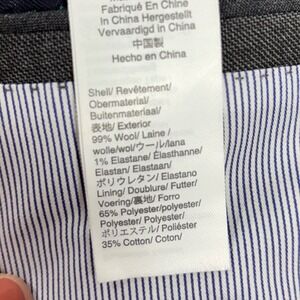 Fabriqué En Chine
In China Hergestellt
Vervaardigd in China
中国製
Hecho en China
Shell/ Revêtement/
Obermaterial/
Buitenmateriaal/
表地/ Exterior
99% Wool/ Laine /
wolle/wol/ウール/lana
1% Elastane/ Élasthanne/
Elastan/ Elastaan/
ポリウレタン/ Elastano
Lining/ Doublure/ Futter/
Voering/裏地/ Forro
65% Polyester/polyester/
Polyester/ Polyester/
ポリエステル/ Poliéster
35% Cotton/ Coton/